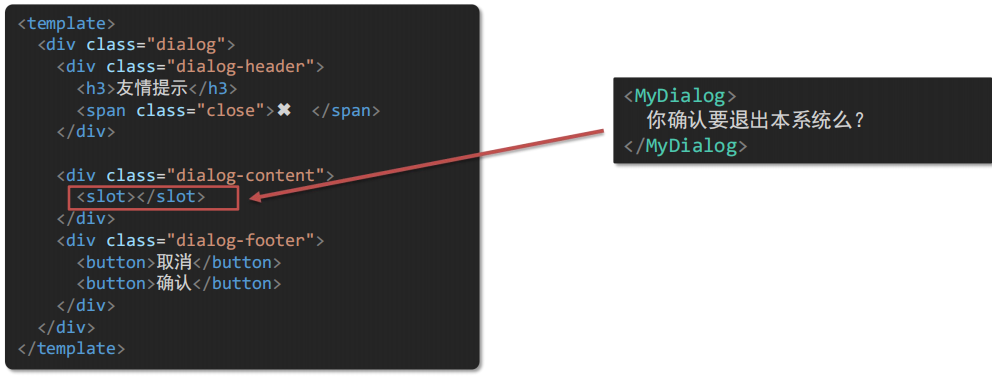 <template>
  <div class="dialog">
    <div class="dialog-header">
      <h3>友情提示</h3>
      <span class="close">✖ </span>
    </div>

    <div class="dialog-content">
      <slot></slot>
    </div>
    <div class="dialog-footer">
      <button>取消</button>
      <button>确认</button>
    </div>
  </div>
</template>
<MyDialog>
  你确认要退出本系统么?
</MyDialog>